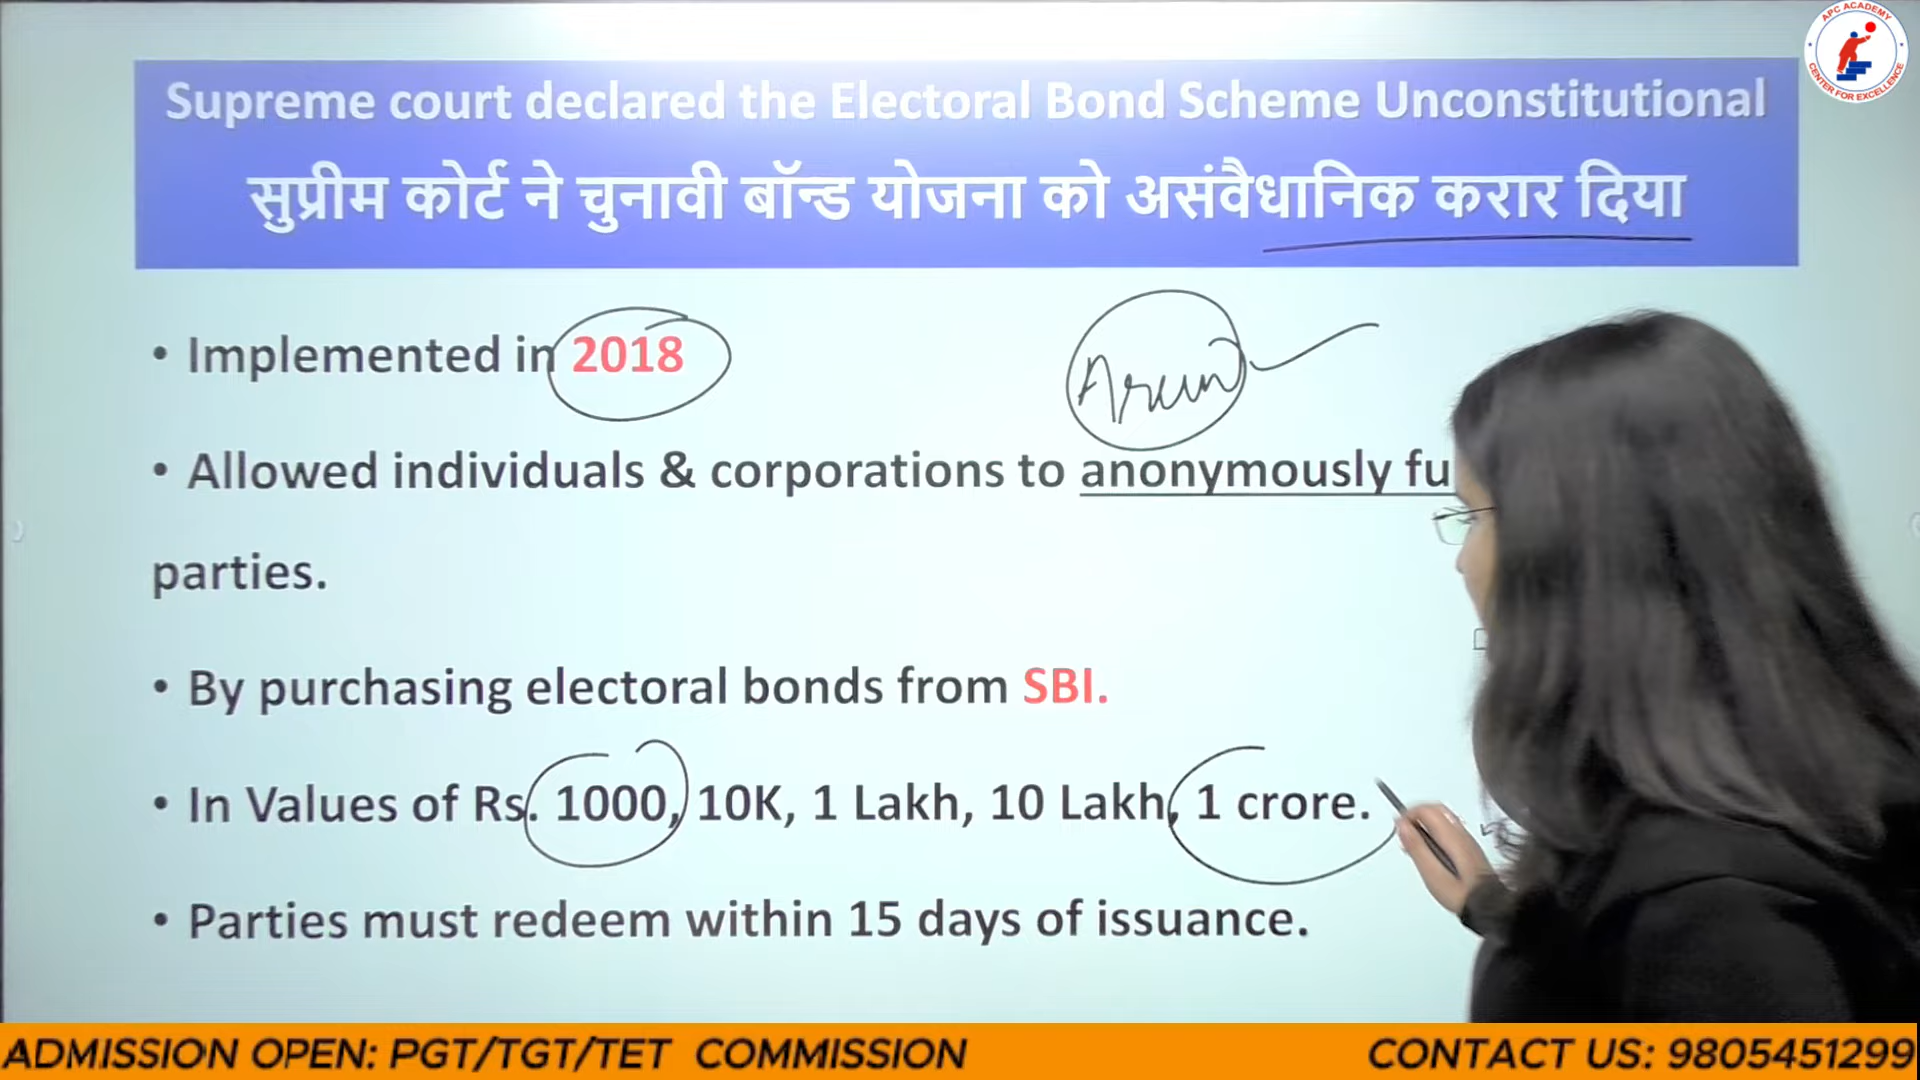 APC ACADEMY
CENTER FOR EXCELLENCE
Supreme court declared the Electoral Bond Scheme Unconstitutional
सुप्रीम कोर्ट ने चुनावी बॉन्ड योजना को असंवैधानिक करार दिया
• Implemented in 2018
Arun
• Allowed individuals & corporations to anonymously fu
parties.
• By purchasing electoral bonds from SBI.
• In Values of Rs. 1000, 10K, 1 Lakh, 10 Lakh, 1 crore.
• Parties must redeem within 15 days of issuance.
ADMISSION OPEN: PGT/TGT/TET COMMISSION
CONTACT US: 9805451299